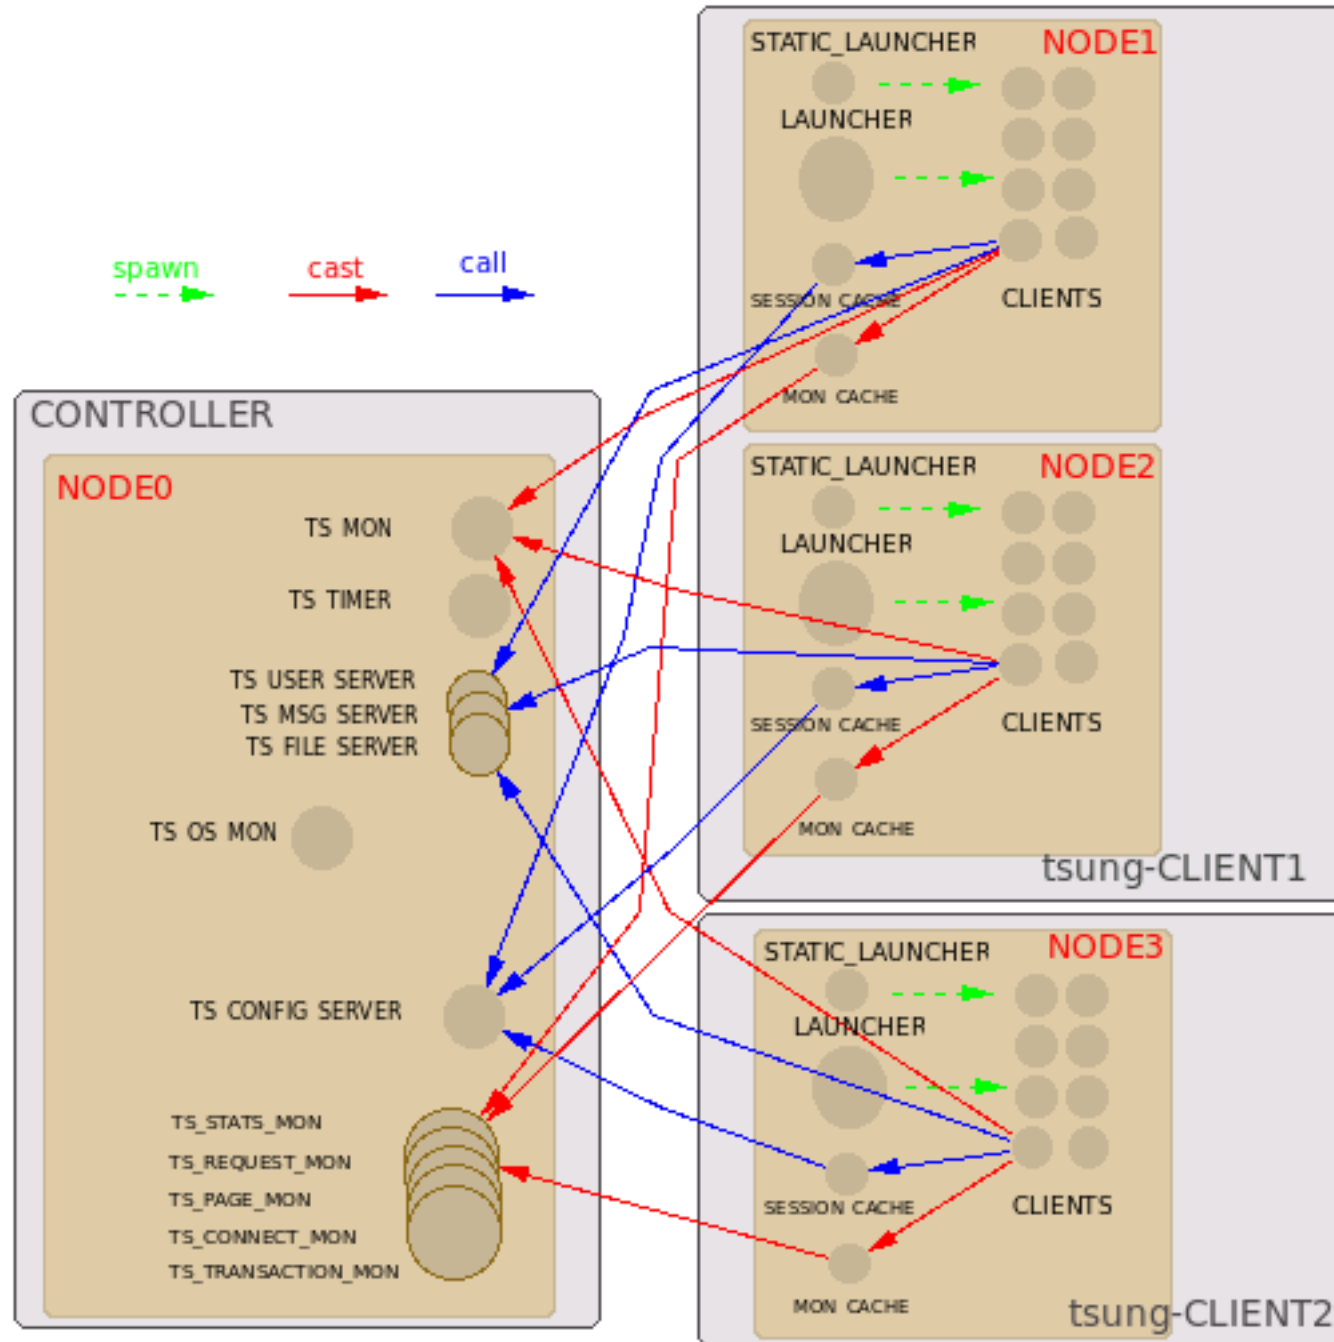 spawn
cast
call
CONTROLLER
NODE0
TS MON
TS TIMER
TS USER SERVER
TS MSG SERVER
TS FILE SERVER
TS OS MON
TS CONFIG SERVER
TS_STATS_MON
TS_REQUEST_MON
TS_PAGE_MON
TS_CONNECT_MON
TS_TRANSACTION_MON
STATIC_LAUNCHER
NODE1
LAUNCHER
SESSION CACHE
CLIENTS
MON CACHE
STATIC_LAUNCHER
NODE2
LAUNCHER
SESSION CACHE
CLIENTS
MON CACHE
tsung-CLIENT1
STATIC_LAUNCHER
NODE3
LAUNCHER
SESSION CACHE
CLIENTS
MON CACHE
tsung-CLIENT2